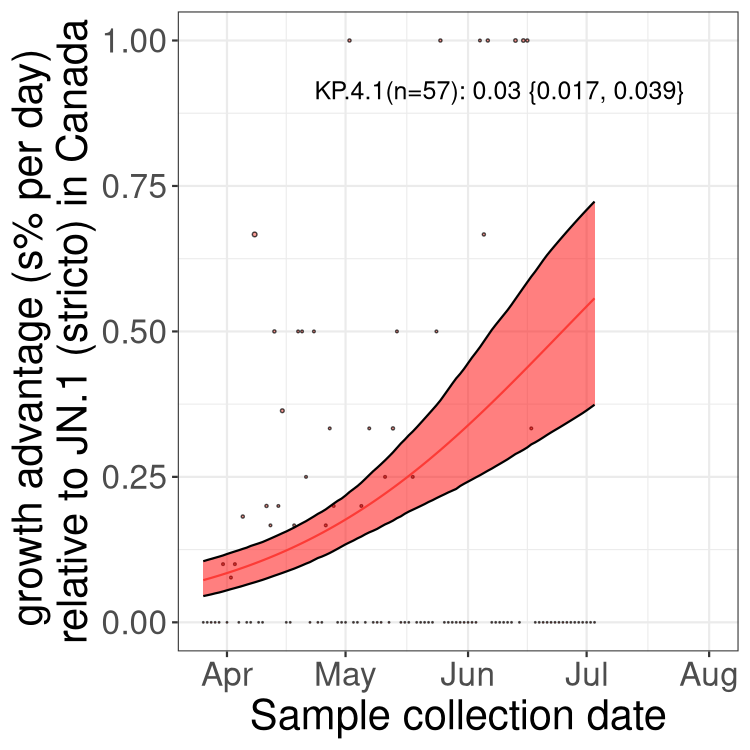 growth advantage (s% per day)
relative to JN.1 (stricto) in Canada
1.00
0.75
0.50
0.25
0.00
KP.4.1(n=57): 0.03 {0.017, 0.039}
Apr May Jun Jul Aug
Sample collection date